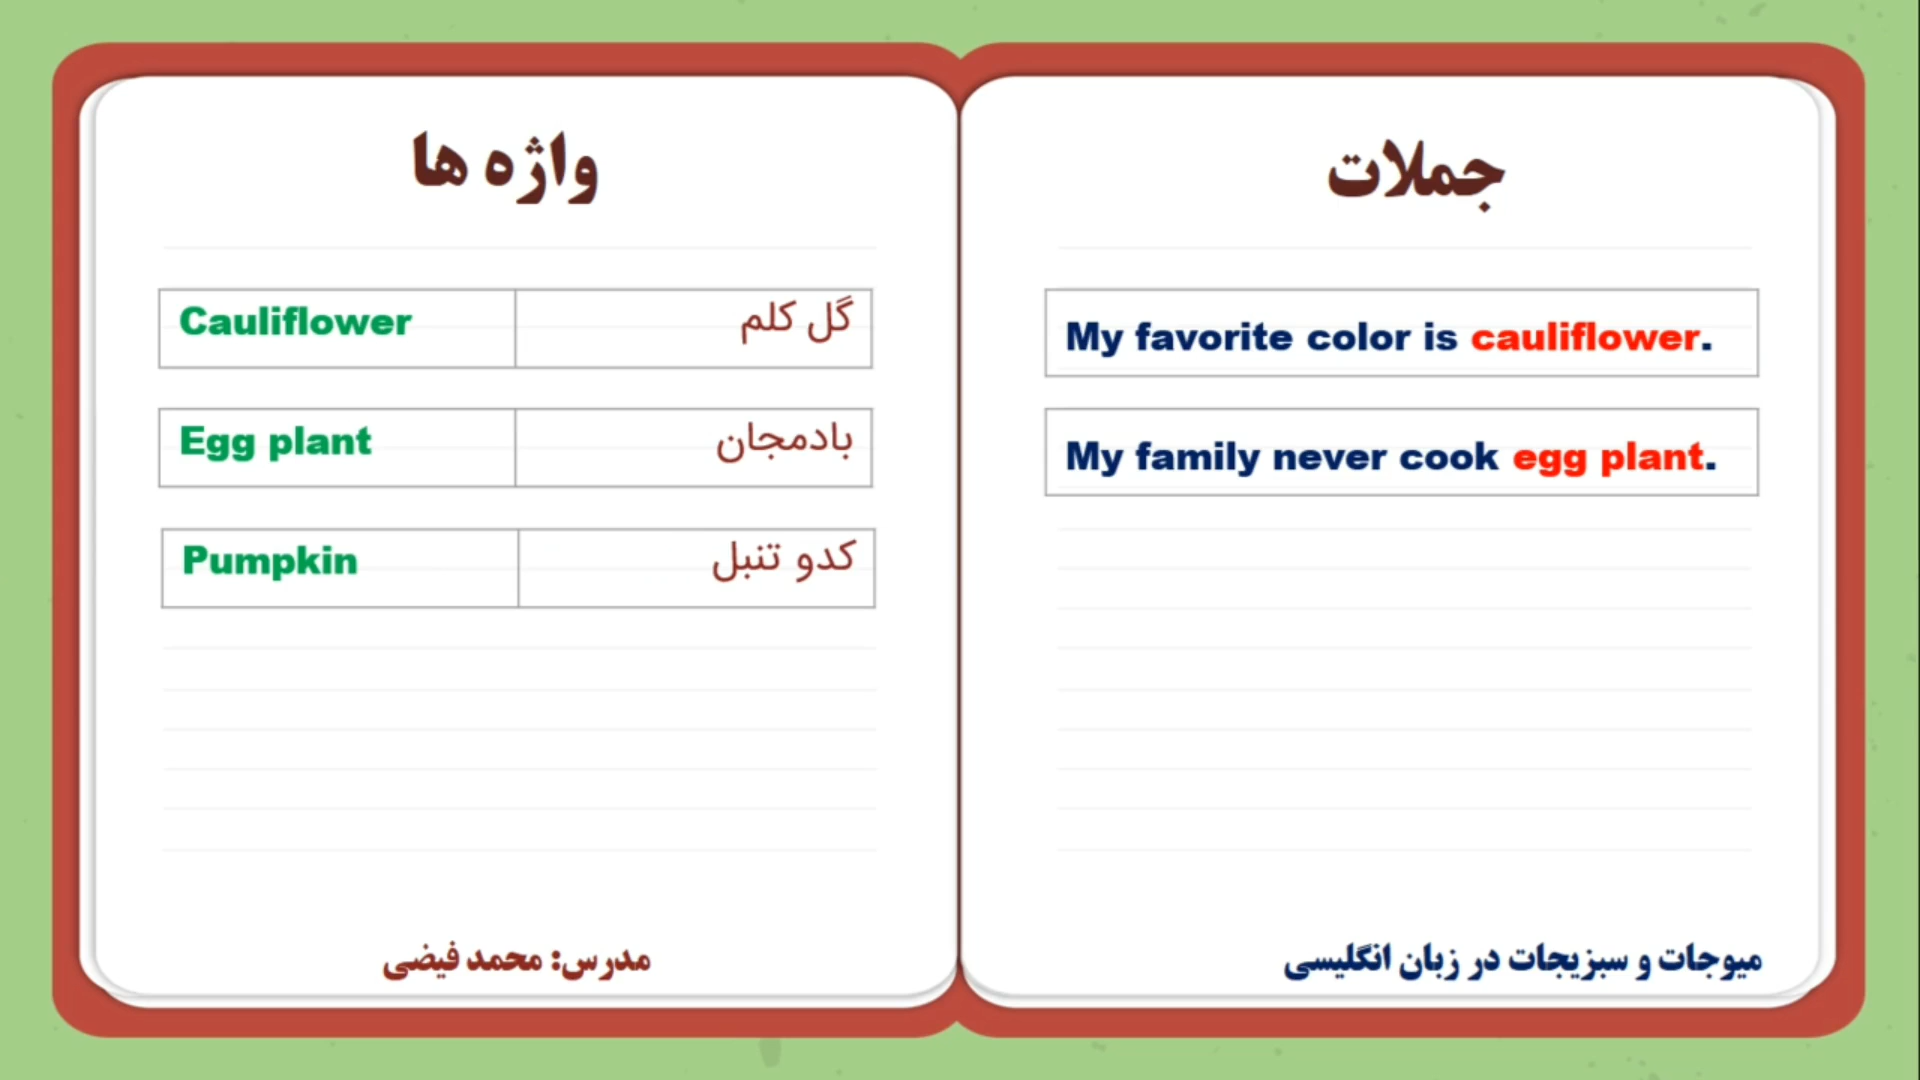 واژه ها
Cauliflower گل کلم
Egg plant بادمجان
Pumpkin کدو تنبل
مدرس: محمد فیضی
جملات
My favorite color is cauliflower.
My family never cook egg plant.
میوجات و سبزیجات در زبان انگلیسی